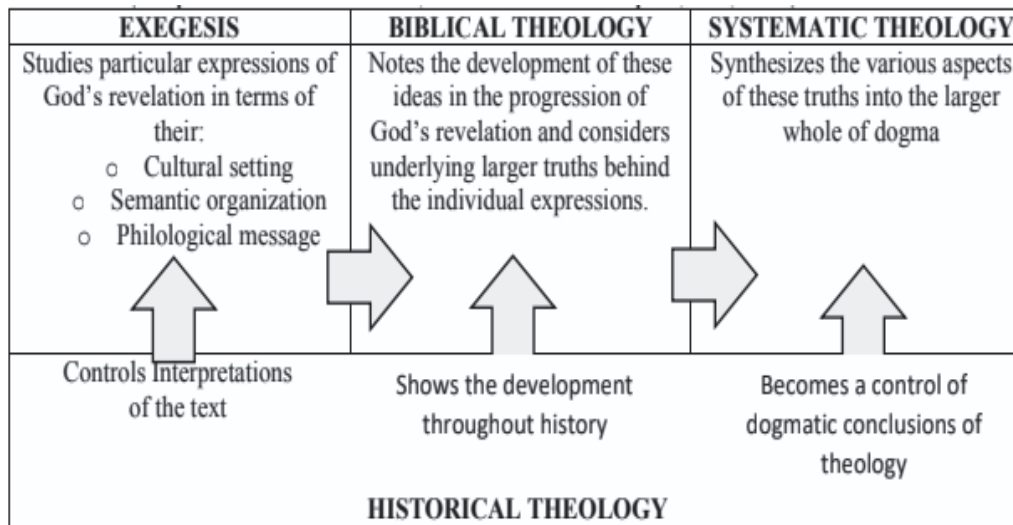 EXEGESIS
Studies particular expressions of
God's revelation in terms of
their:
o Cultural setting
o Semantic organization
o Philological message
BIBLICAL THEOLOGY
Notes the development of these
ideas in the progression of
God's revelation and considers
underlying larger truths behind
the individual expressions.
SYSTEMATIC THEOLOGY
Synthesizes the various aspects
of these truths into the larger
whole of dogma
Controls Interpretations
of the text
Shows the development
throughout history
Becomes a control of
dogmatic conclusions of
theology
HISTORICAL THEOLOGY